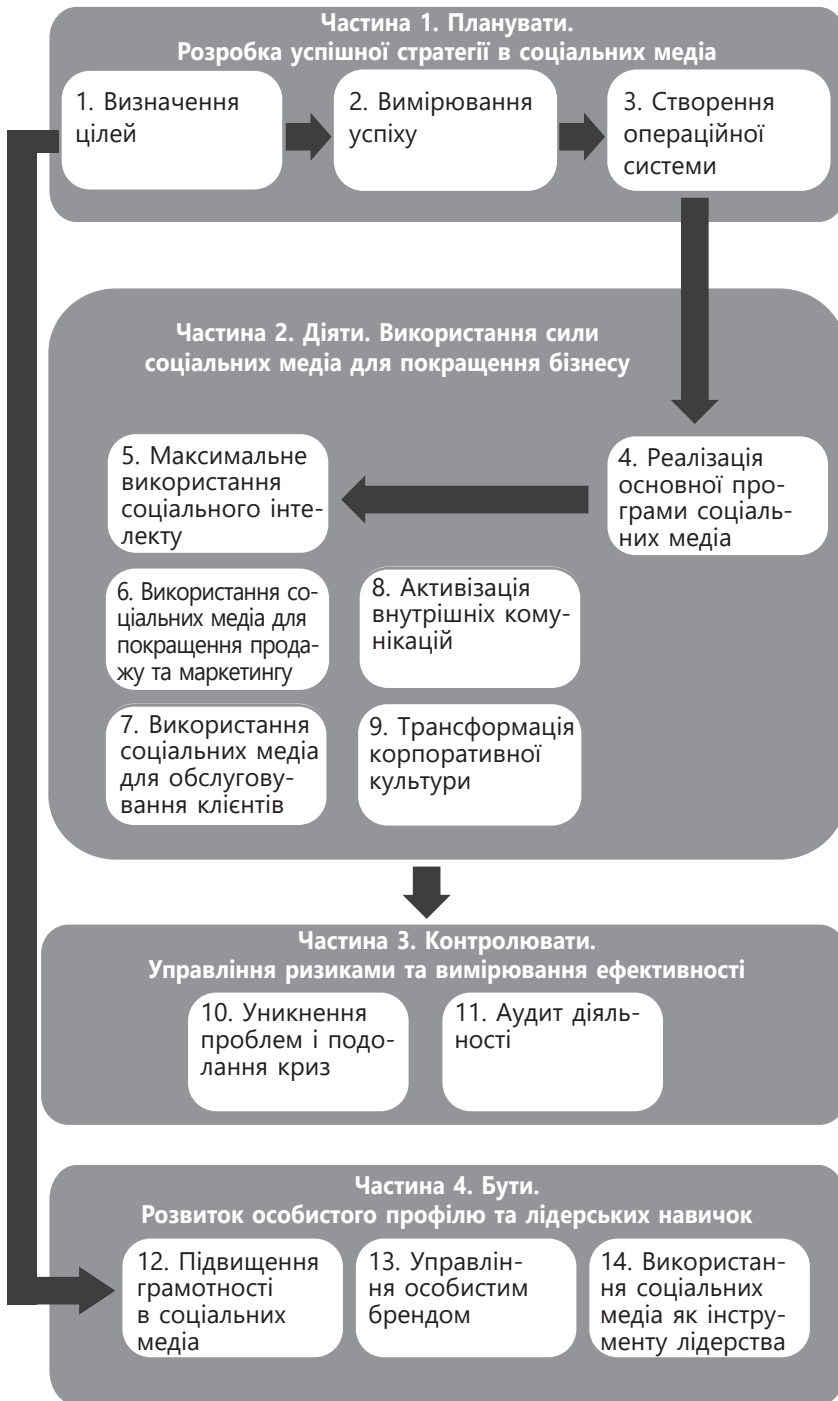 Частина 1. Планувати.
Розробка успішної стратегії в соціальних медіа
1. Визначення
цілей
2. Вимірювання
успіху
3. Створення
операційної
системи
Частина 2. Діяти. Використання сили
соціальних медіа для покращення бізнесу
4. Реалізація
основної про-
грами соціаль-
них медіа
5. Максимальне
використання
соціального інте-
лекту
6. Використання со-
ціальних медіа для
покращення прода-
жу та маркетингу
7. Використання
соціальних медіа
для обслугову-
вування клієнтів
8. Активізація
внутрішніх кому-
нікацій
9. Трансформація
корпоративної
культури
Частина 3. Контролювати.
Управління ризиками та вимірювання ефективності
10. Уникнення
проблем і подо-
лання криз
11. Аудит діяль-
ності
Частина 4. Бути.
Розвиток особистого профілю та лідерських навичок
12. Підвищення
грамотності
в соціальних
медіа
13. Управлін-
ня особистим
брендом
14. Використан-
ня соціальних
медіа як інстру-
менту лідерства